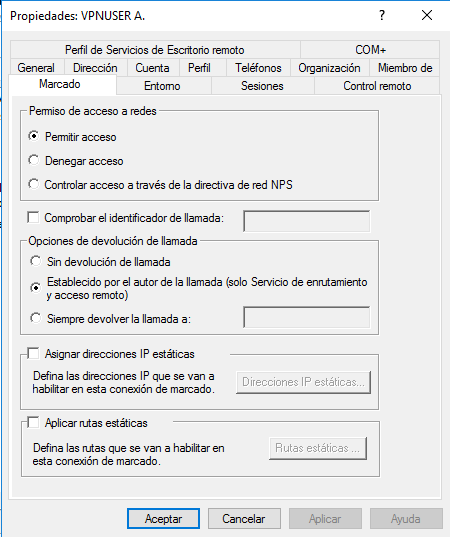 Propiedades: VPNUSER A.
Perfil de Servicios de Escritorio remoto
COM+
General
Dirección
Cuenta
Perfil
Teléfonos
Organización
Miembro de
Marcado
Entorno
Sesiones
Control remoto
Permiso de acceso a redes
Permitir acceso
Denegar acceso
Controlar acceso a través de la directiva de red NPS
Comprobar el identificador de llamada:
Opciones de devolución de llamada
Sin devolución de llamada
Establecido por el autor de la llamada (solo Servicio de enrutamiento
y acceso remoto)
Siempre devolver la llamada a:
Asignar direcciones IP estáticas
Defina las direcciones IP que se van a
habilitar en esta conexión de marcado.
Direcciones IP estáticas...
Aplicar rutas estáticas
Defina las rutas que se van a habilitar en
esta conexión de marcado.
Rutas estáticas ...
Aceptar
Cancelar
Aplicar
Ayuda